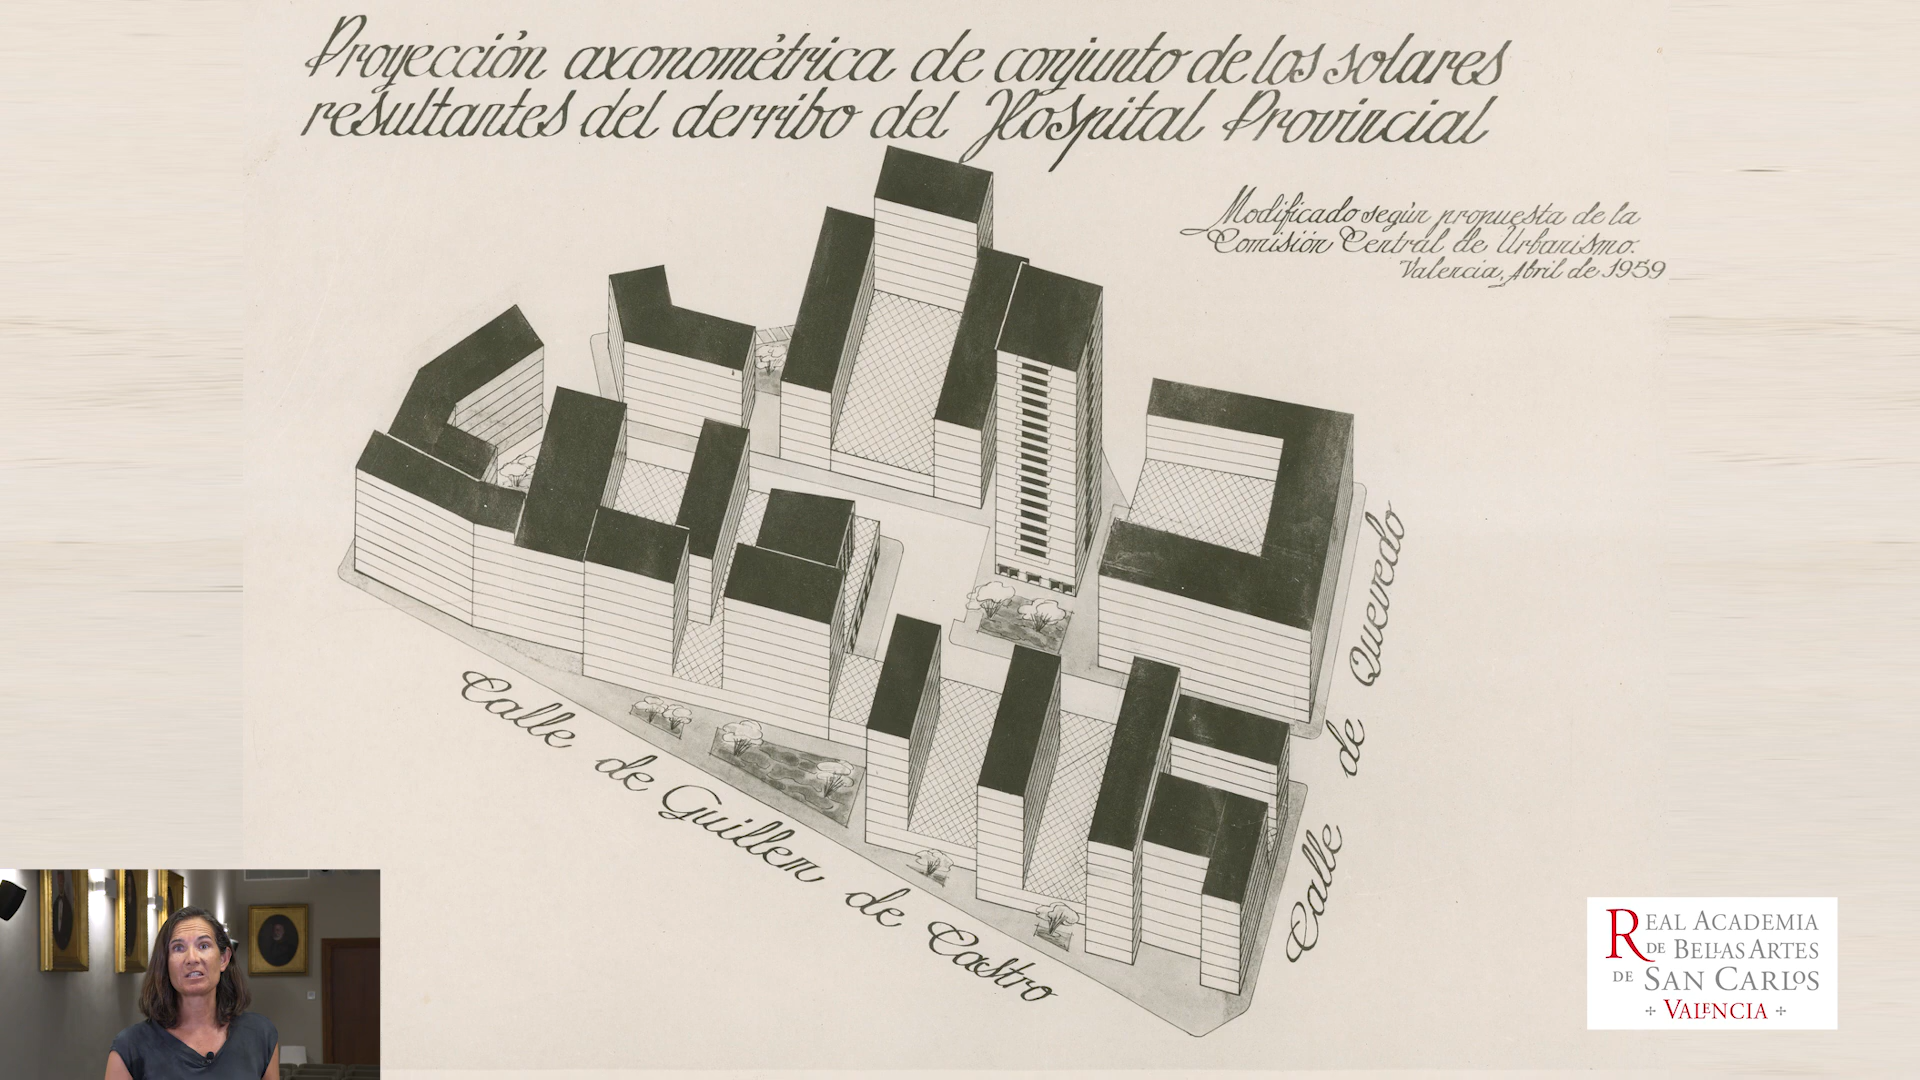 Proyección axonométrica de conjunto de los solares
resultantes del derribo del Hospital Provincial
Modificado según propuesta de la
Comisión Central de Urbanismo.
Valencia, Abril de 1959
Calle de Guillem de Castro
Calle de Quevedo
REAL ACADEMIA
DE BELLAS ARTES
DE SAN CARLOS
VALENCIA